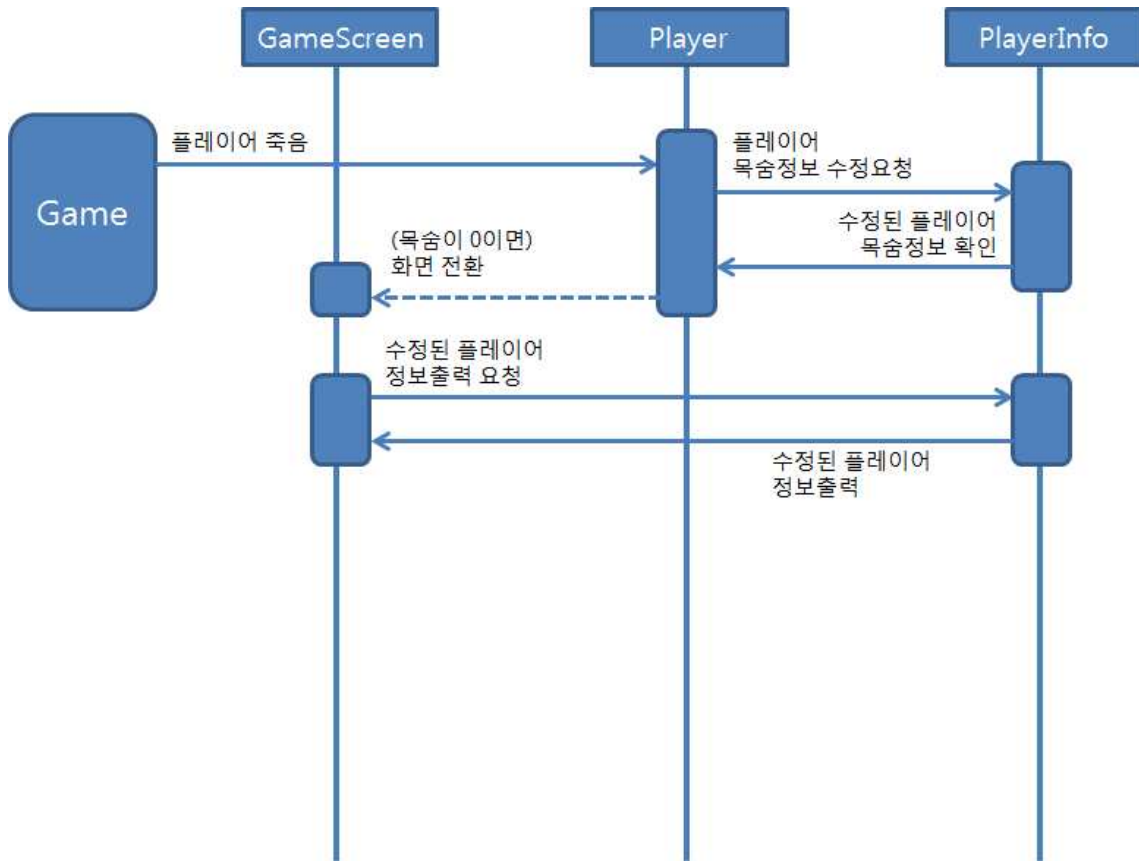 GameScreen
Player
PlayerInfo
Game
플레이어 죽음
플레이어
목숨정보 수정요청
수정된 플레이어
목숨정보 확인
(목숨이 0이면)
화면 전환
수정된 플레이어
정보출력 요청
수정된 플레이어
정보출력